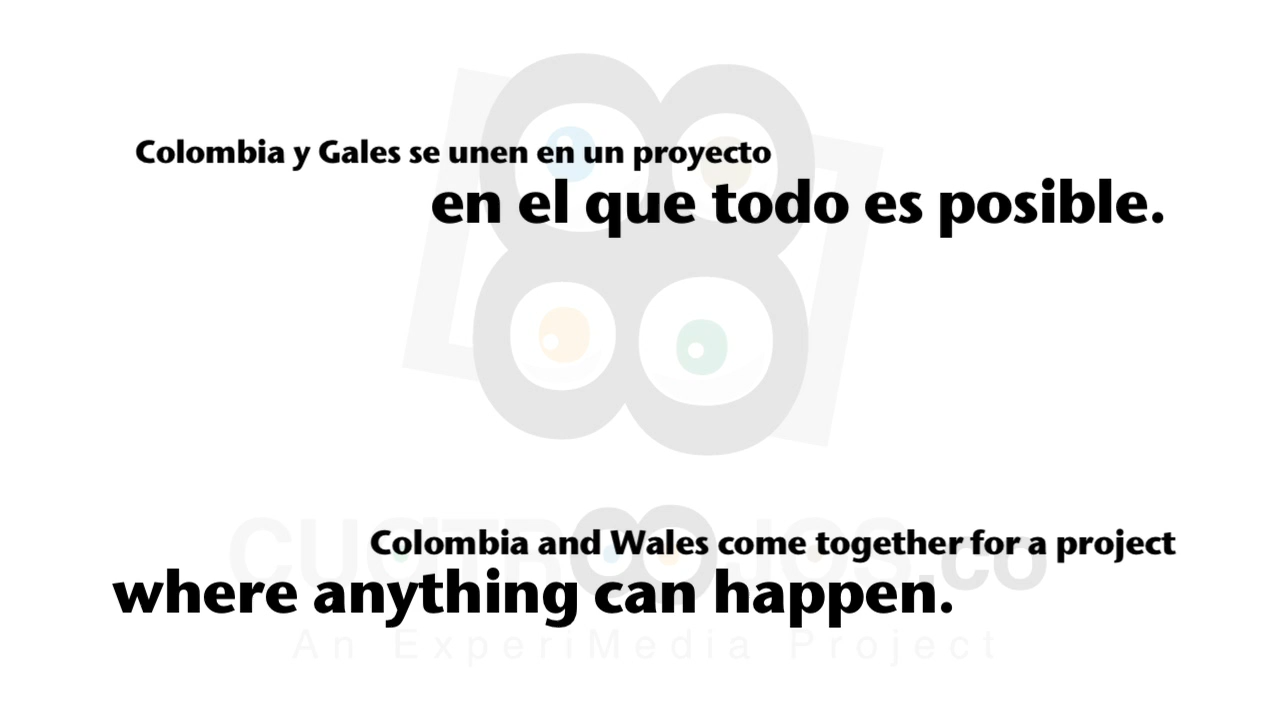 Colombia y Gales se unen en un proyecto
en el que todo es posible.
Colombia and Wales come together for a project
where anything can happen.
An ExperiMedia Project